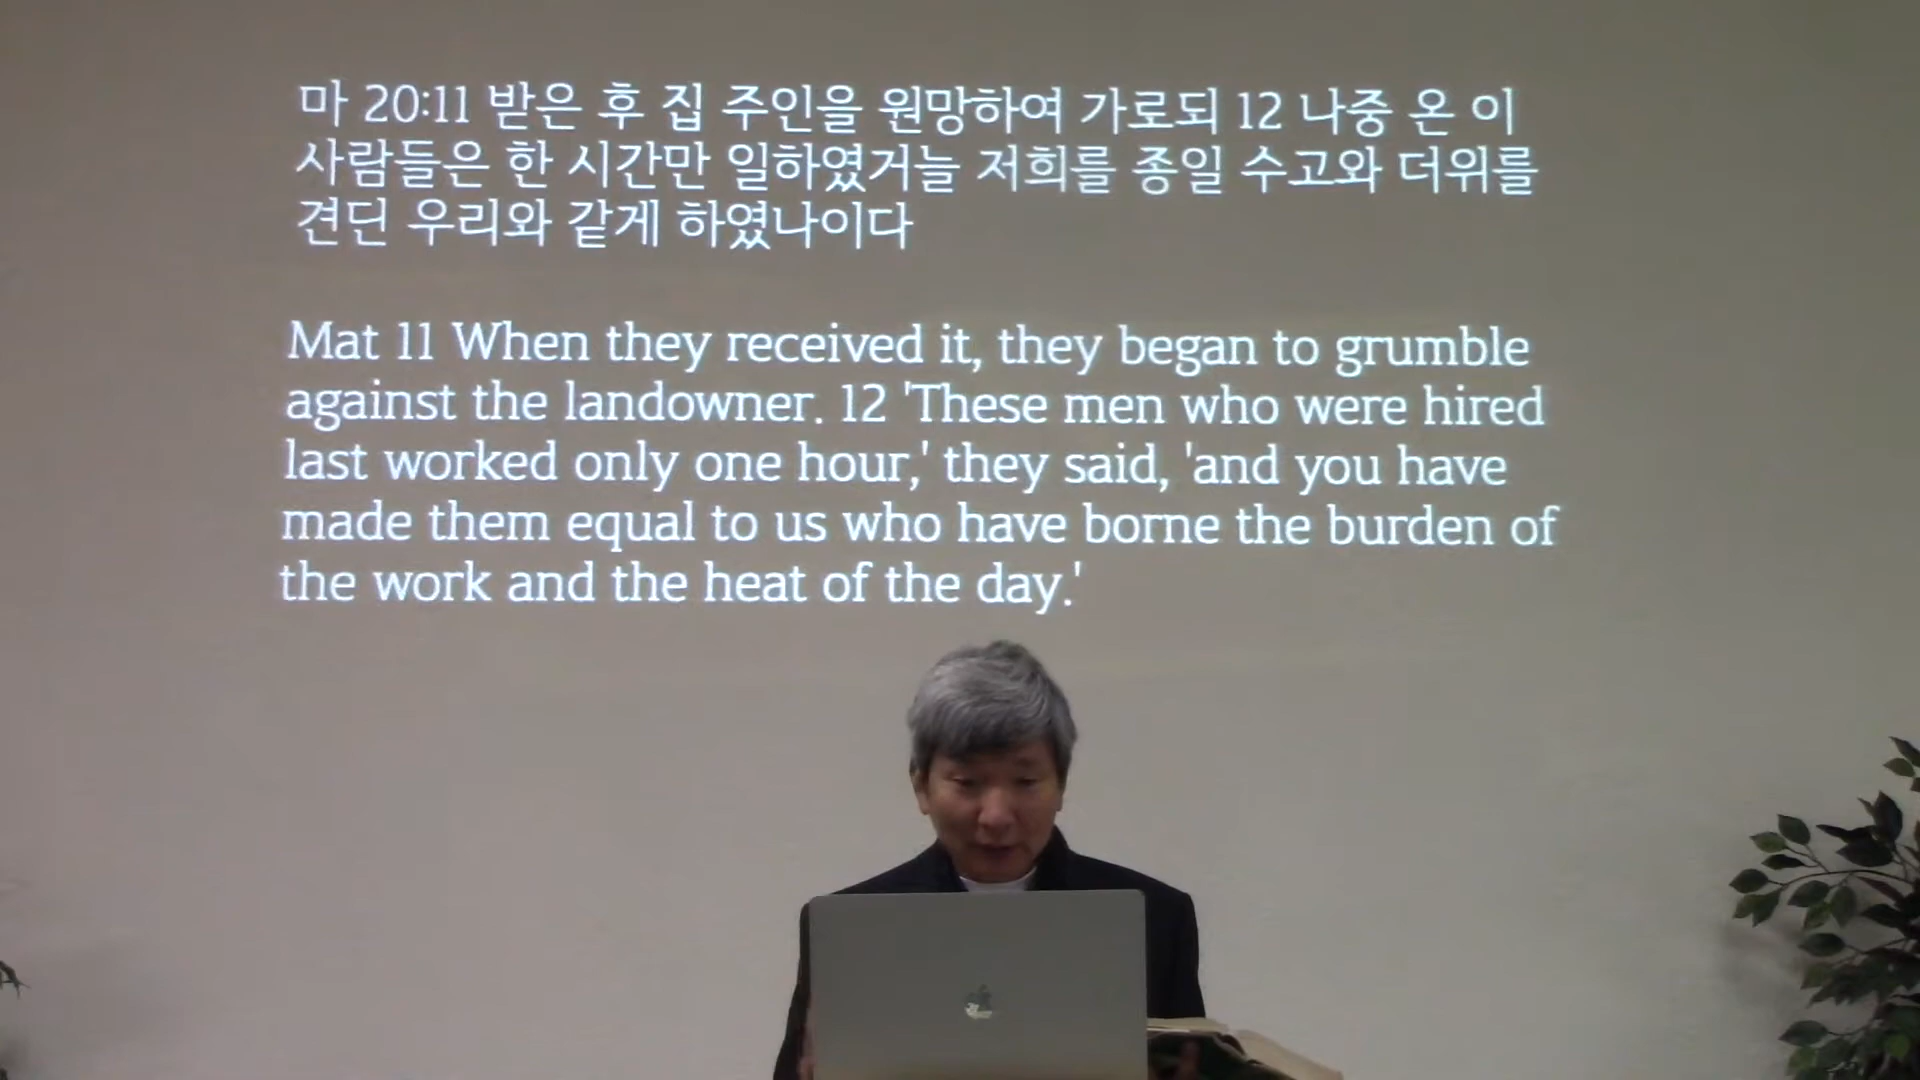 마 20:11 받은 후 집 주인을 원망하여 가로되 12 나중 온 이
사람들은 한 시간만 일하였거늘 저희를 종일 수고와 더위를
견딘 우리와 같게 하였나이다
Mat 11 When they received it, they began to grumble
against the landowner. 12 'These men who were hired
last worked only one hour,' they said, 'and you have
made them equal to us who have borne the burden of
the work and the heat of the day.'